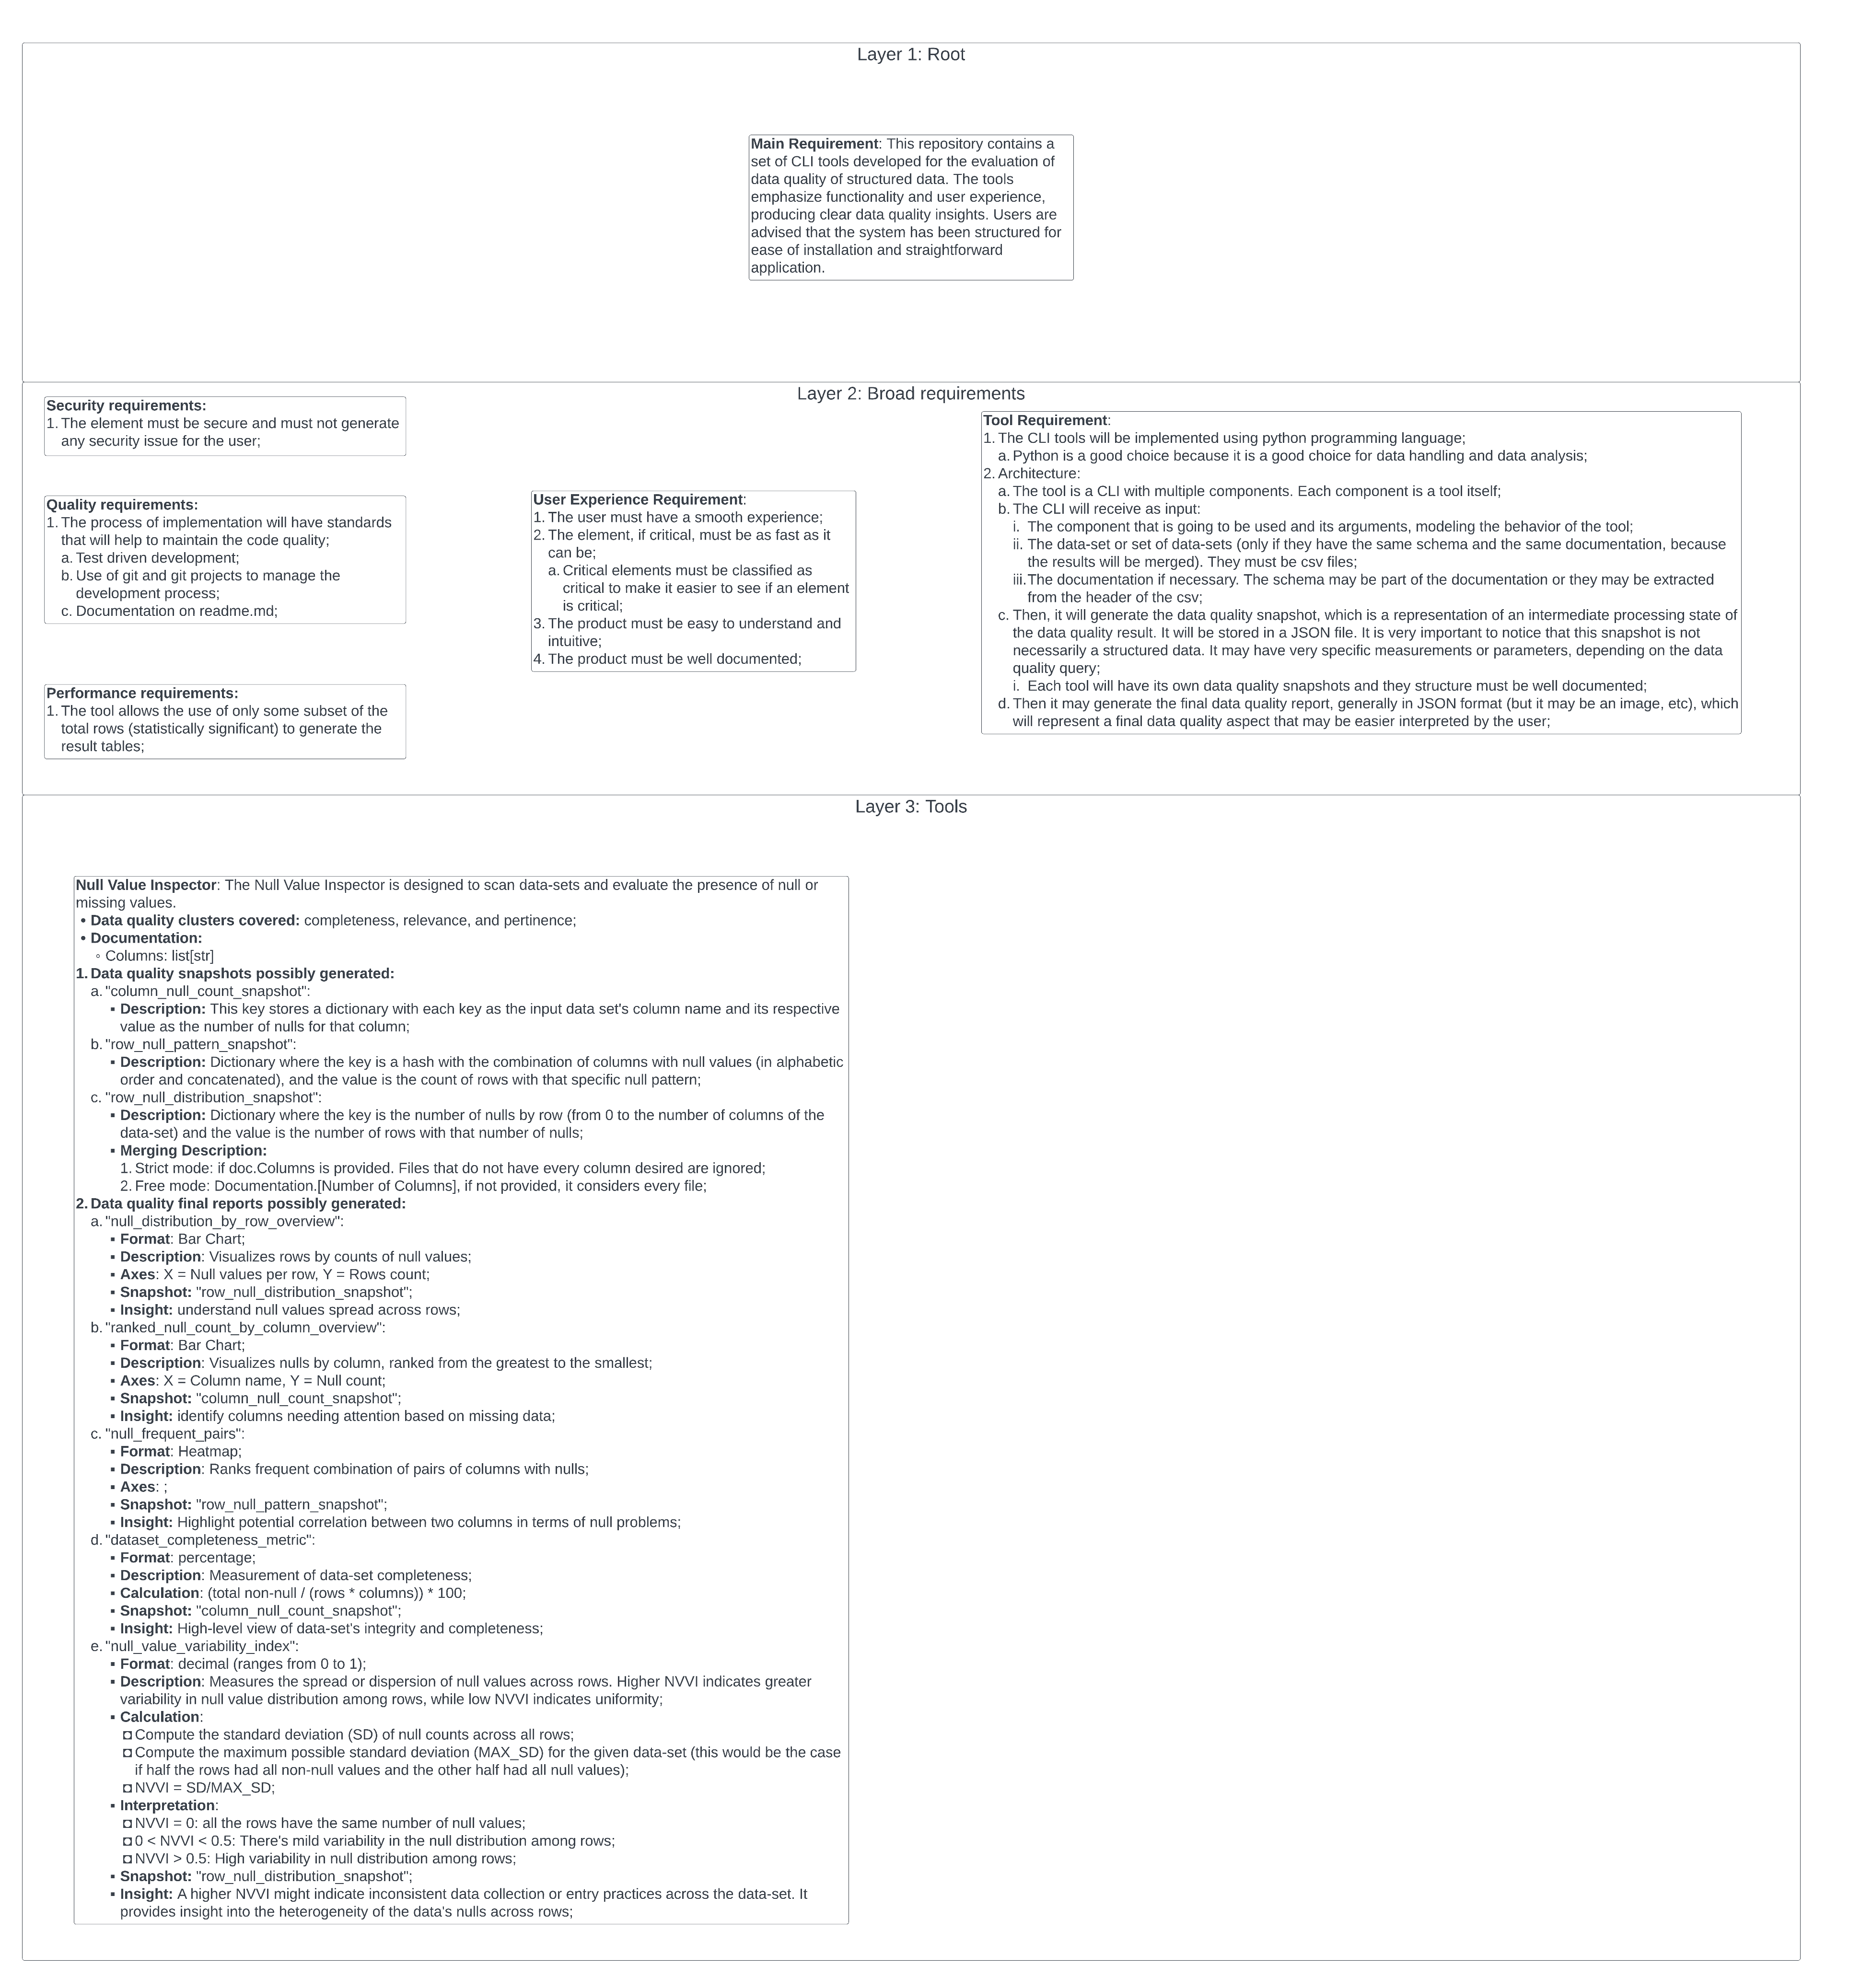 Layer 1: Root
Main Requirement: This repository contains a
set of CLI tools developed for the evaluation of
data quality of structured data. The tools
emphasize functionality and user experience,
producing clear data quality insights. Users are
advised that the system has been structured for
ease of installation and straightforward
application.
Layer 2: Broad requirements
Security requirements:
1. The element must be secure and must not generate
any security issue for the user;
Quality requirements:
1. The process of implementation will have standards
that will help to maintain the code quality;
a. Test driven development;
b. Use of git and git projects to manage the
development process;
c. Documentation on readme.md;
Performance requirements:
1. The tool allows the use of only some subset of the
total rows (statistically significant) to generate the
result tables;
User Experience Requirement:
1. The user must have a smooth experience;
2. The element, if critical, must be as fast as it
can be;
a. Critical elements must be classified as
critical to make it easier to see if an element
is critical;
3. The product must be easy to understand and
intuitive;
4. The product must be well documented;
Tool Requirement:
1. The CLI tools will be implemented using python programming language;
a. Python is a good choice because it is a good choice for data handling and data analysis;
2. Architecture:
a. The tool is a CLI with multiple components. Each component is a tool itself;
b. The CLI will receive as input:
i. The component that is going to be used and its arguments, modeling the behavior of the tool;
ii. The data-set or set of data-sets (only if they have the same schema and the same documentation, because
the results will be merged). They must be csv files;
iii. The documentation if necessary. The schema may be part of the documentation or they may be extracted
from the header of the csv;
c. Then, it will generate the data quality snapshot, which is a representation of an intermediate processing state of
the data quality result. It will be stored in a JSON file. It is very important to notice that this snapshot is not
necessarily a structured data. It may have very specific measurements or parameters, depending on the data
quality query;
i. Each tool will have its own data quality snapshots and they structure must be well documented;
d. Then it may generate the final data quality report, generally in JSON format (but it may be an image, etc), which
will represent a final data quality aspect that may be easier interpreted by the user;
Layer 3: Tools
Null Value Inspector: The Null Value Inspector is designed to scan data-sets and evaluate the presence of null or
missing values.
• Data quality clusters covered: completeness, relevance, and pertinence;
• Documentation:
◦ Columns: list[str]
1. Data quality snapshots possibly generated:
a. "column_null_count_snapshot":
▪ Description: This key stores a dictionary with each key as the input data set's column name and its respective
value as the number of nulls for that column;
b. "row_null_pattern_snapshot":
▪ Description: Dictionary where the key is a hash with the combination of columns with null values (in alphabetic
order and concatenated), and the value is the count of rows with that specific null pattern;
c. "row_null_distribution_snapshot":
▪ Description: Dictionary where the key is the number of nulls by row (from 0 to the number of columns of the
data-set) and the value is the number of rows with that number of nulls;
▪ Merging Description:
1. Strict mode: if doc.Columns is provided. Files that do not have every column desired are ignored;
2. Free mode: Documentation.[Number of Columns], if not provided, it considers every file;
2. Data quality final reports possibly generated:
a. "null_distribution_by_row_overview":
▪ Format: Bar Chart;
▪ Description: Visualizes rows by counts of null values;
▪ Axes: X = Null values per row, Y = Rows count;
▪ Snapshot: "row_null_distribution_snapshot";
▪ Insight: understand null values spread across rows;
b. "ranked_null_count_by_column_overview":
▪ Format: Bar Chart;
▪ Description: Visualizes nulls by column, ranked from the greatest to the smallest;
▪ Axes: X = Column name, Y = Null count;
▪ Snapshot: "column_null_count_snapshot";
▪ Insight: identify columns needing attention based on missing data;
c. "null_frequent_pairs":
▪ Format: Heatmap;
▪ Description: Ranks frequent combination of pairs of columns with nulls;
▪ Axes: ;
▪ Snapshot: "row_null_pattern_snapshot";
▪ Insight: Highlight potential correlation between two columns in terms of null problems;
d. "dataset_completeness_metric":
▪ Format: percentage;
▪ Description: Measurement of data-set completeness;
▪ Calculation: (total non-null / (rows * columns)) * 100;
▪ Snapshot: "column_null_count_snapshot";
▪ Insight: High-level view of data-set's integrity and completeness;
e. "null_value_variability_index":
▪ Format: decimal (ranges from 0 to 1);
▪ Description: Measures the spread or dispersion of null values across rows. Higher NVVI indicates greater
variability in null value distribution among rows, while low NVVI indicates uniformity;
▪ Calculation:
◘ Compute the standard deviation (SD) of null counts across all rows;
◘ Compute the maximum possible standard deviation (MAX_SD) for the given data-set (this would be the case
if half the rows had all non-null values and the other half had all null values);
◘ NVVI = SD/MAX_SD;
▪ Interpretation:
◘ NVVI = 0: all the rows have the same number of null values;
◘ 0 < NVVI < 0.5: There's mild variability in the null distribution among rows;
◘ NVVI > 0.5: High variability in null distribution among rows;
▪ Snapshot: "row_null_distribution_snapshot";
▪ Insight: A higher NVVI might indicate inconsistent data collection or entry practices across the data-set. It
provides insight into the heterogeneity of the data's nulls across rows;